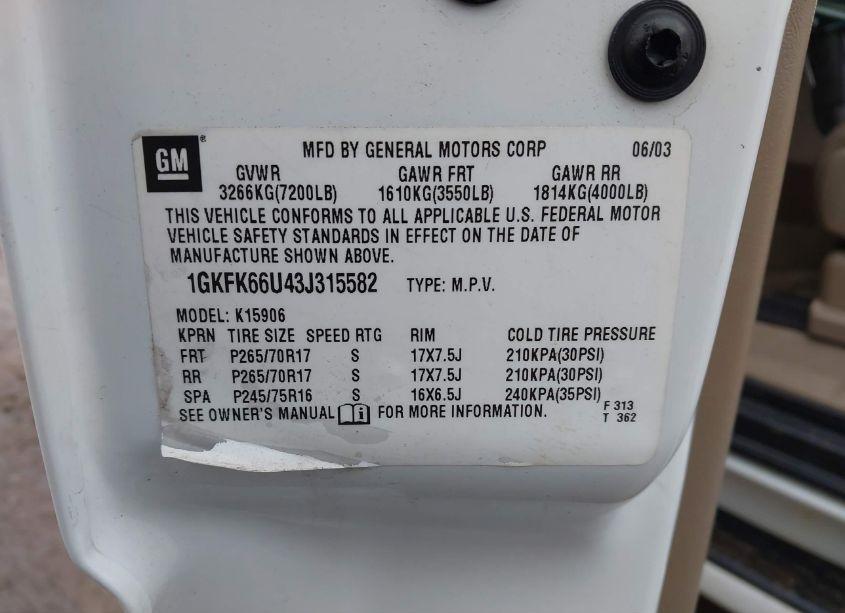 GM
MFD BY GENERAL MOTORS CORP 06/03
GVWR GAWR FRT GAWR RR
3266KG(7200LB) 1610KG(3550LB) 1814KG(4000LB)
THIS VEHICLE CONFORMS TO ALL APPLICABLE U.S. FEDERAL MOTOR
VEHICLE SAFETY STANDARDS IN EFFECT ON THE DATE OF
MANUFACTURE SHOWN ABOVE.
1GKFK66U43J315582 TYPE: M.P.V.
MODEL: K15906
KPRN TIRE SIZE SPEED RTG RIM COLD TIRE PRESSURE
FRT P265/70R17 S 17X7.5J 210KPA(30PSI)
RR P265/70R17 S 17X7.5J 210KPA(30PSI)
SPA P245/75R16 S 16X6.5J 240KPA(35PSI)
SEE OWNER'S MANUAL i FOR MORE INFORMATION.
F 313
T 362